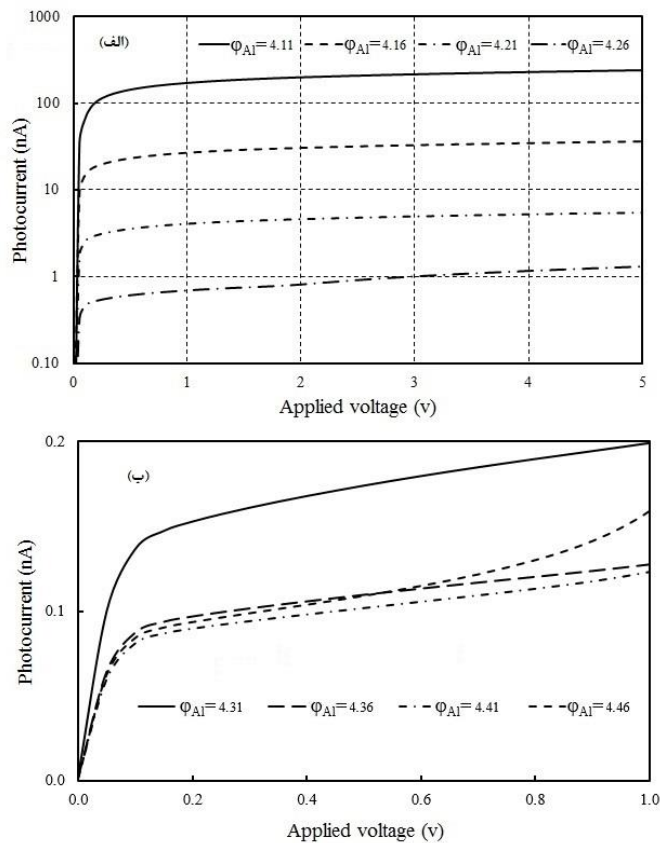 1000
(الف)
φAl= 4.11 φAl= 4.16 φAl= 4.21 φAl= 4.26
100
10
1
0.10
Photocurrent (nA)
0 1 2 3 4 5
Applied voltage (v)
0.2
(ب)
0.1
Photocurrent (nA)
φAl= 4.31 φAl= 4.36 φAl= 4.41 φAl= 4.46
0.0
0.0 0.2 0.4 0.6 0.8 1.0
Applied voltage (v)